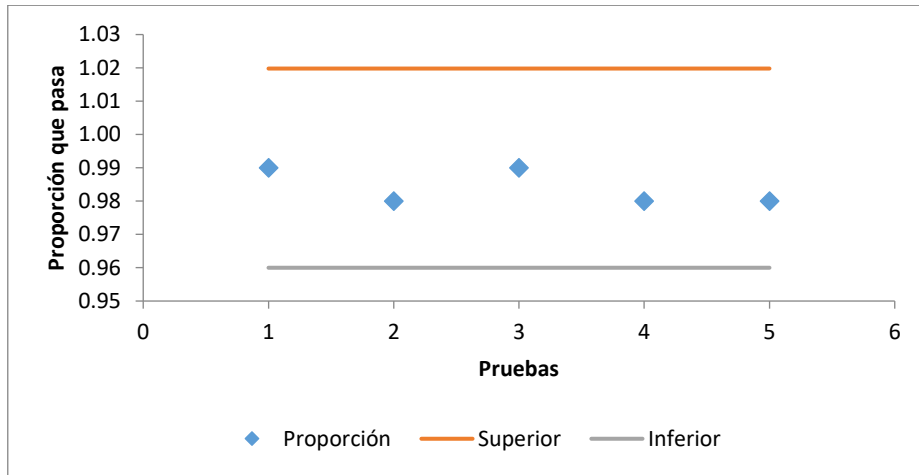 1.03
1.02
1.01
1.00
0.99
0.98
0.97
0.96
0.95
Proporción que pasa
0 1 2 3 4 5 6
Pruebas
Proporción Superior Inferior